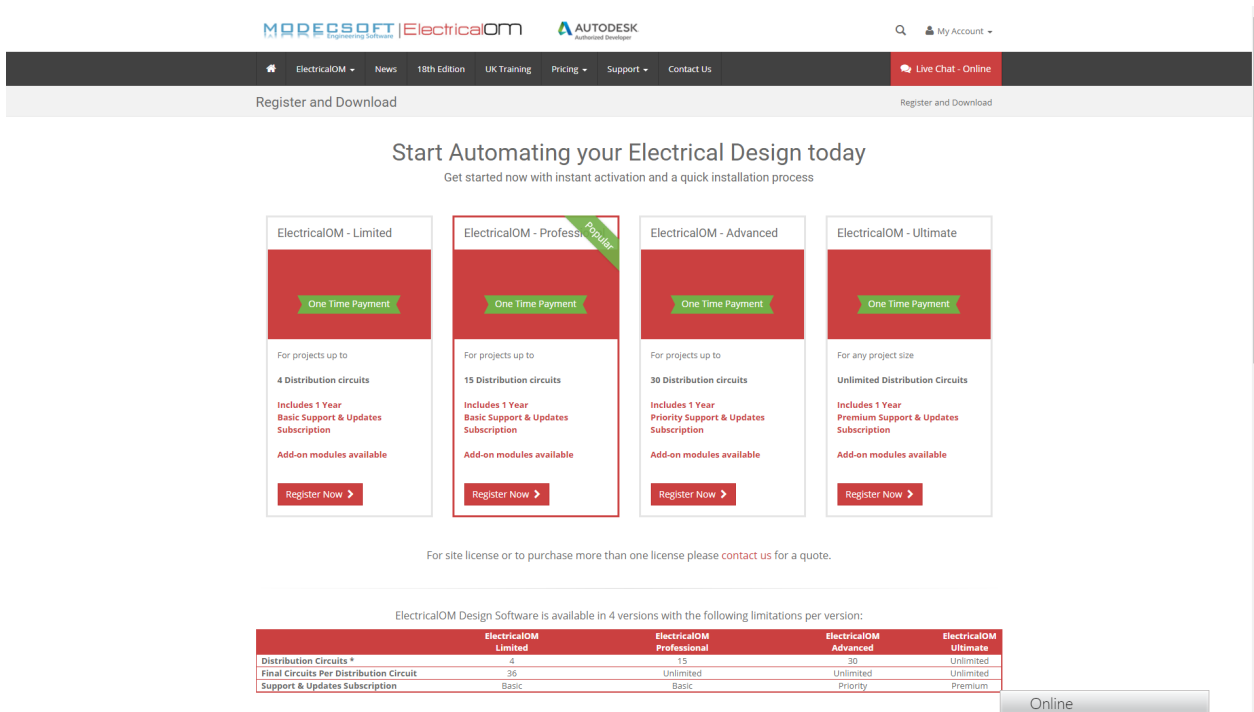 MODECSOFT | ElectricalOM
Engineering Software
AUTODESK
Authorized Developer
My Account
ElectricalOM News 18th Edition UK Training Pricing Support Contact Us Live Chat - Online
Register and Download Register and Download
Start Automating your Electrical Design today
Get started now with instant activation and a quick installation process
ElectricalOM - Limited
One Time Payment
For projects up to
4 Distribution circuits
Includes 1 Year
Basic Support & Updates
Subscription
Add-on modules available
Register Now
ElectricalOM - Profess
Popular
One Time Payment
For projects up to
15 Distribution circuits
Includes 1 Year
Basic Support & Updates
Subscription
Add-on modules available
Register Now
ElectricalOM - Advanced
One Time Payment
For projects up to
30 Distribution circuits
Includes 1 Year
Priority Support & Updates
Subscription
Add-on modules available
Register Now
ElectricalOM - Ultimate
One Time Payment
For any project size
Unlimited Distribution Circuits
Includes 1 Year
Premium Support & Updates
Subscription
Add-on modules available
Register Now
For site license or to purchase more than one license please contact us for a quote.
ElectricalOM Design Software is available in 4 versions with the following limitations per version:
ElectricalOM ElectricalOM ElectricalOM ElectricalOM
Limited Professional Advanced Ultimate
Distribution Circuits * 4 15 30 Unlimited
Final Circuits Per Distribution Circuit 36 Unlimited Unlimited Unlimited
Support & Updates Subscription Basic Basic Priority Premium
Online